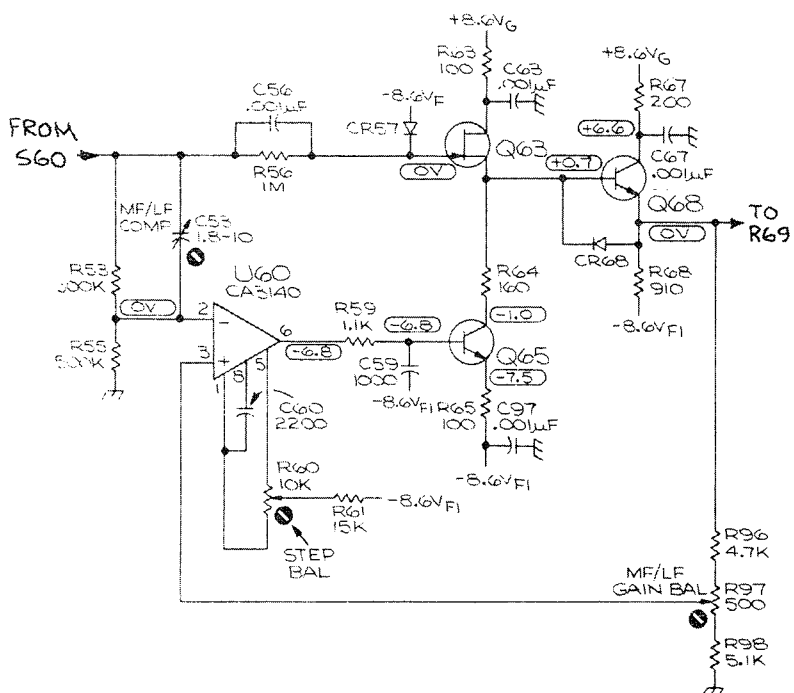 +8.6VG
R63
100
C63
.001µF
+8.6VG
R67
200
+6.6
C67
.001µF
C56
.001µF
-8.6VF
CR57
FROM
S60
R56
1M
0V
Q63
+0.7
Q68
TO
R69
0V
MF/LF
COMP
C53
1.8-10
CR68
R68
910
-8.6VF1
R53
500K
0V
U60
CA3140
R64
160
-1.0
R59
1.1K
-6.8
2
-
6
-6.8
3
+
8
5
1
R55
500K
Q65
-7.5
C59
1000
-8.6VF1
R65
100
C97
.001µF
-8.6VF1
C60
2200
R60
10K
R61
15K
-8.6VF1
STEP
BAL
R96
4.7K
MF/LF
GAIN BAL
R97
500
R98
5.1K